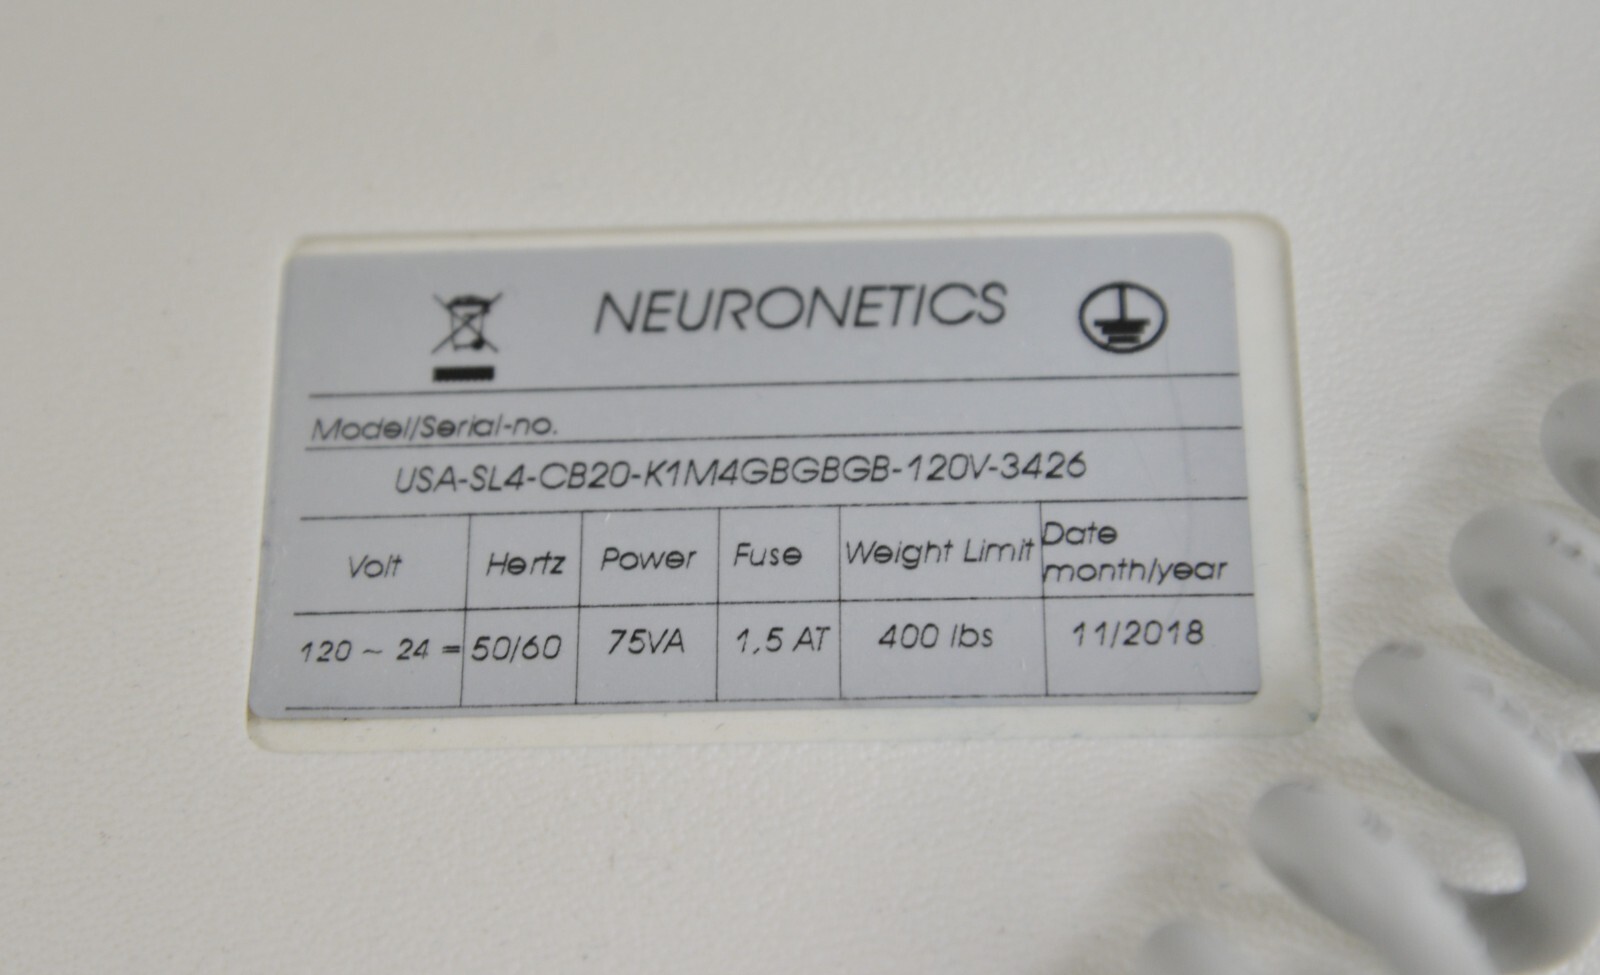 NEURONETICS
Model/Serial-no.
USA-SL4-CB20-K1M4GBGBGB-120V-3426
Volt Hertz Power Fuse Weight Limit Date month/year
120 ~ 24 = 50/60 75VA 1,5 AT 400 lbs 11/2018